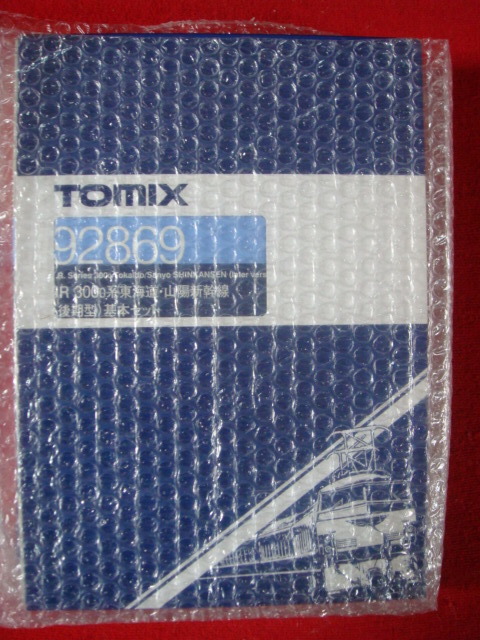 TOMIX
92869
J.R. Series 300 Tokaido/Sanyo SHINKANSEN (later Vers
JR 300系東海道・山陽新幹線
(後期型) 基本セット